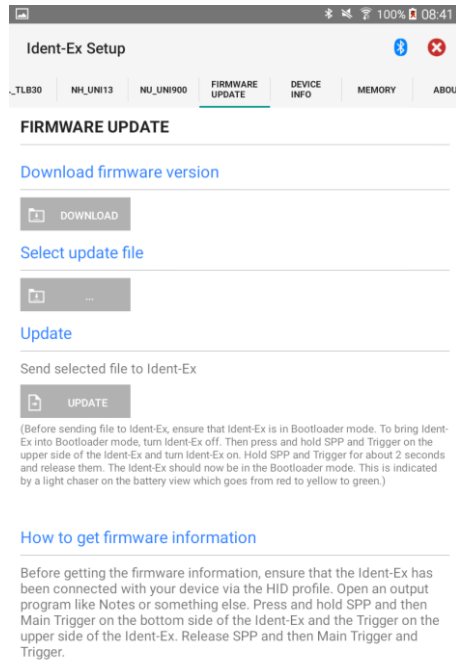 100% 08:41
Ident-Ex Setup
_TLB30 NH_UNI13 NU_UNI900 FIRMWARE UPDATE DEVICE INFO MEMORY ABOU
FIRMWARE UPDATE
Download firmware version
DOWNLOAD
Select update file
...
Update
Send selected file to Ident-Ex
UPDATE
(Before sending file to Ident-Ex, ensure that Ident-Ex is in Bootloader mode. To bring Ident-
Ex into Bootloader mode, turn Ident-Ex off. Then press and hold SPP and Trigger on the
upper side of the Ident-Ex and turn Ident-Ex on. Hold SPP and Trigger for about 2 seconds
and release them. The Ident-Ex should now be in the Bootloader mode. This is indicated
by a light chaser on the battery view which goes from red to yellow to green.)
How to get firmware information
Before getting the firmware information, ensure that the Ident-Ex has
been connected with your device via the HID profile. Open an output
program like Notes or something else. Press and hold SPP and then
Main Trigger on the bottom side of the Ident-Ex and the Trigger on the
upper side of the Ident-Ex. Release SPP and then Main Trigger and
Trigger.